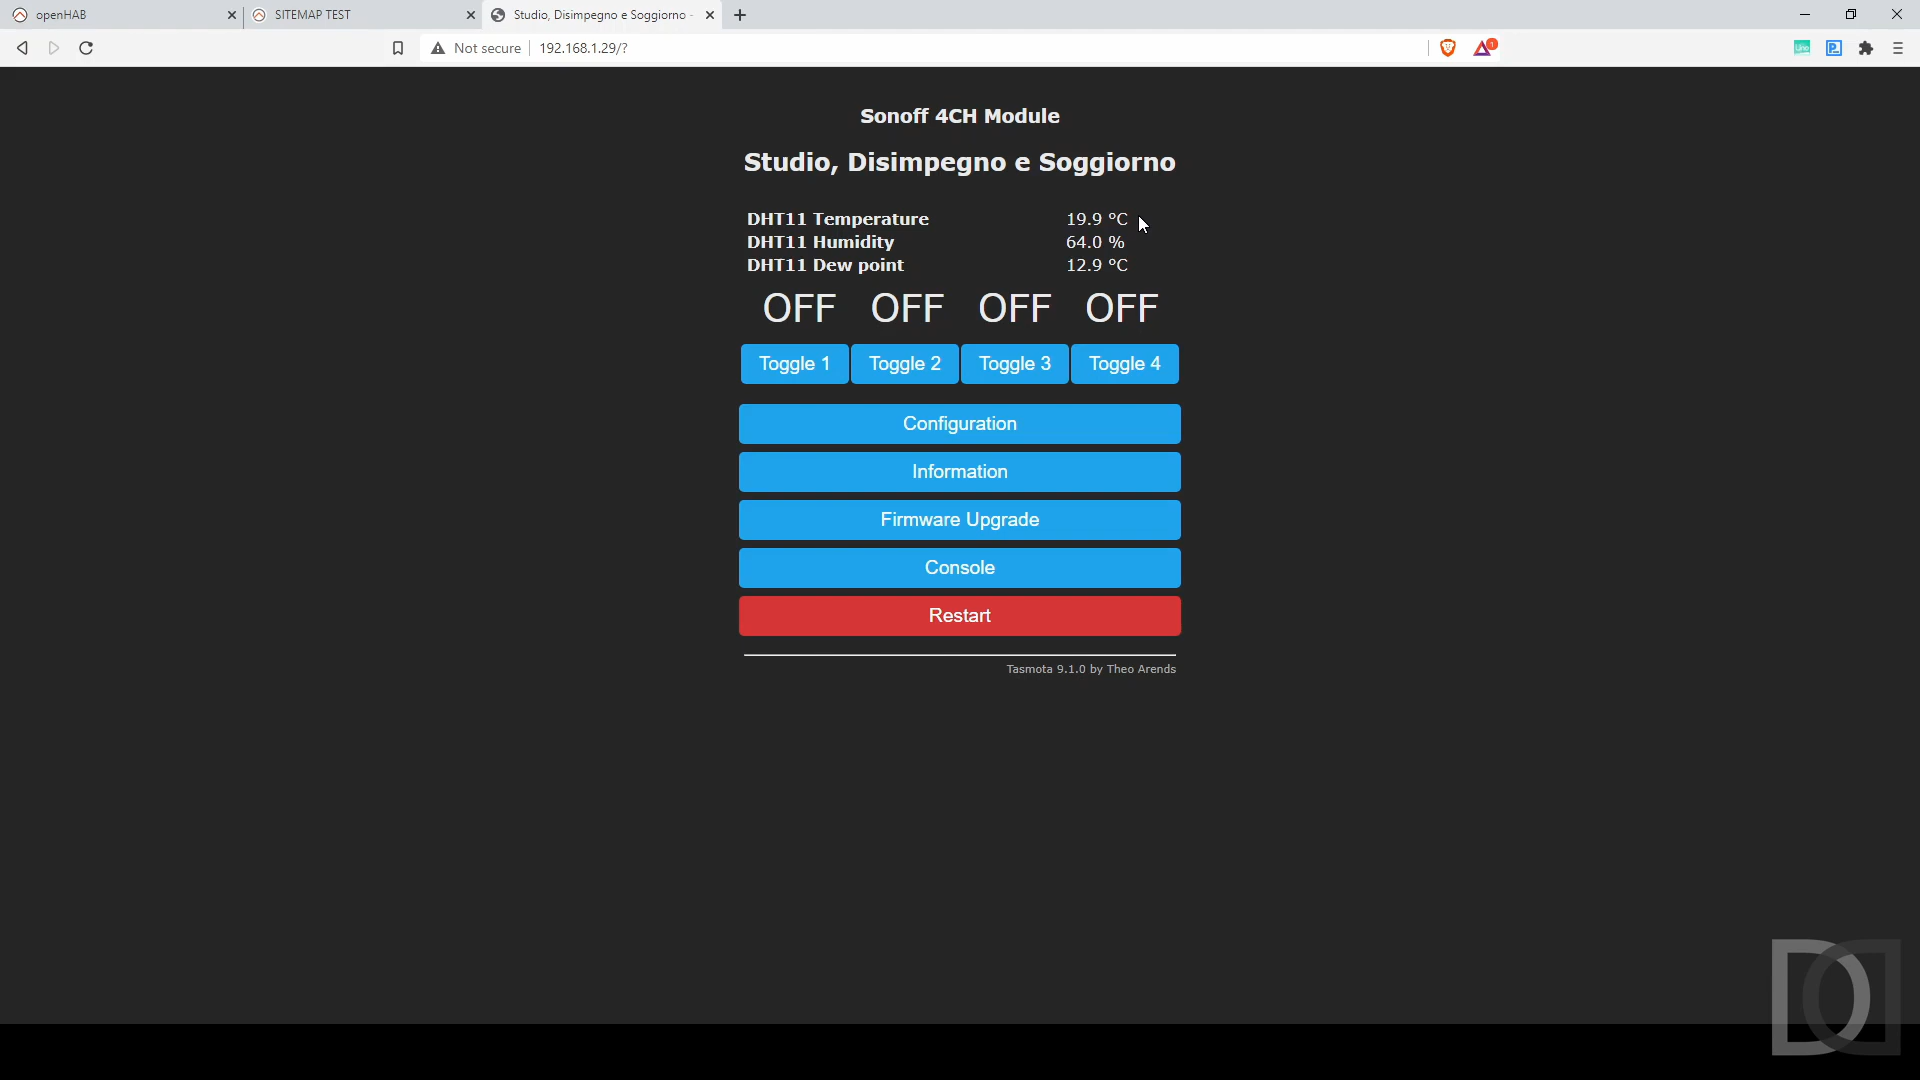 openHAB
SITEMAP TEST
Studio, Disimpegno e Soggiorno -
Not secure
192.168.1.29/?
1
Uno
Sonoff 4CH Module
Studio, Disimpegno e Soggiorno
DHT11 Temperature 19.9 °C
DHT11 Humidity 64.0 %
DHT11 Dew point 12.9 °C
OFF OFF OFF OFF
Toggle 1 Toggle 2 Toggle 3 Toggle 4
Configuration
Information
Firmware Upgrade
Console
Restart
Tasmota 9.1.0 by Theo Arends